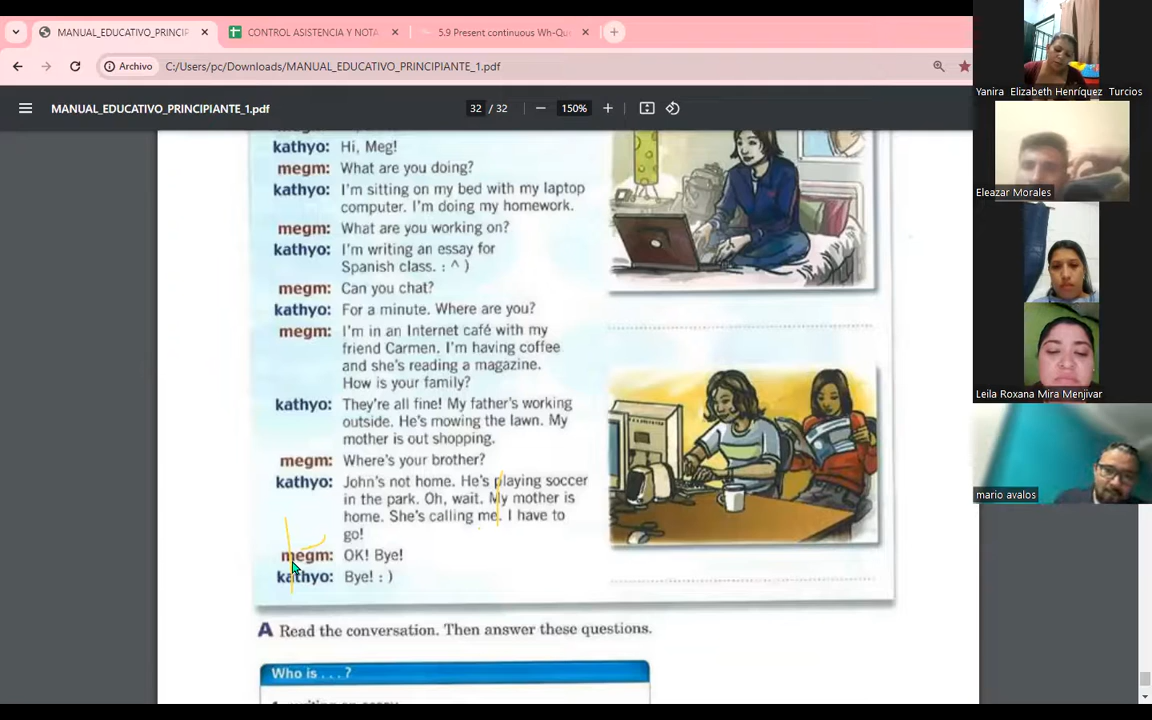 MANUAL_EDUCATIVO_PRINCIP
CONTROL ASISTENCIA Y NOTA
5.9 Present continuous Wh-Qu
Archivo
C:/Users/pc/Downloads/MANUAL_EDUCATIVO_PRINCIPIANTE_1.pdf
MANUAL_EDUCATIVO_PRINCIPIANTE_1.pdf
32 / 32
150%
kathyo: Hi, Meg!
megm: What are you doing?
kathyo: I'm sitting on my bed with my laptop
computer. I'm doing my homework.
megm: What are you working on?
kathyo: I'm writing an essay for
Spanish class. : ^ )
megm: Can you chat?
kathyo: For a minute. Where are you?
megm: I'm in an Internet café with my
friend Carmen. I'm having coffee
and she's reading a magazine.
How is your family?
kathyo: They're all fine! My father's working
outside. He's mowing the lawn. My
mother is out shopping.
megm: Where's your brother?
kathyo: John's not home. He's playing soccer
in the park. Oh, wait. My mother is
home. She's calling me. I have to
go!
megm: OK! Bye!
kathyo: Bye! : )
A Read the conversation. Then answer these questions.
Who is . . . ?
Yanira Elizabeth Henríquez Turcios
Eleazar Morales
Leila Roxana Mira Menjivar
mario avalos